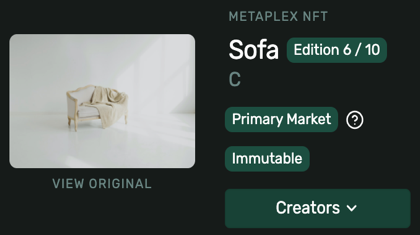 METAPLEX NFT
Sofa Edition 6 / 10
C
Primary Market ?
Immutable
VIEW ORIGINAL
Creators